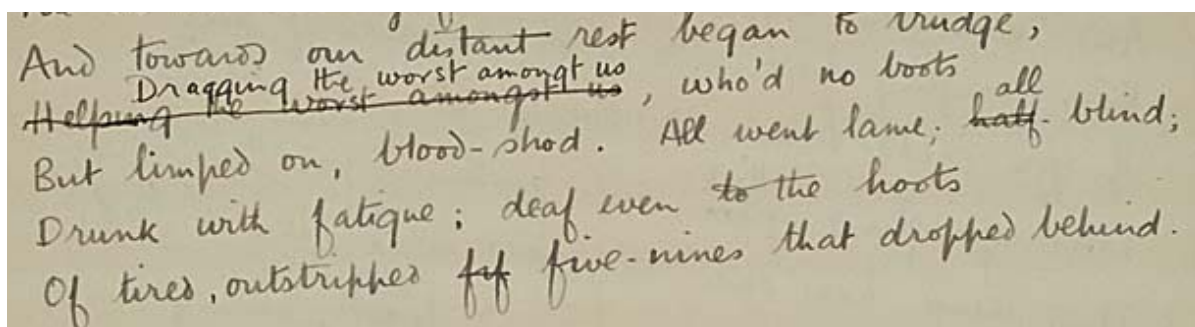 And towards our distant rest began to trudge,
Dragging the worst amongt us
Helping the worst amongst us, who'd no boots
all
But limped on, blood-shod. All went lame; half-blind;
Drunk with fatigue; deaf even to the hoots
Of tired, outstripped fif five-nines that dropped behind.